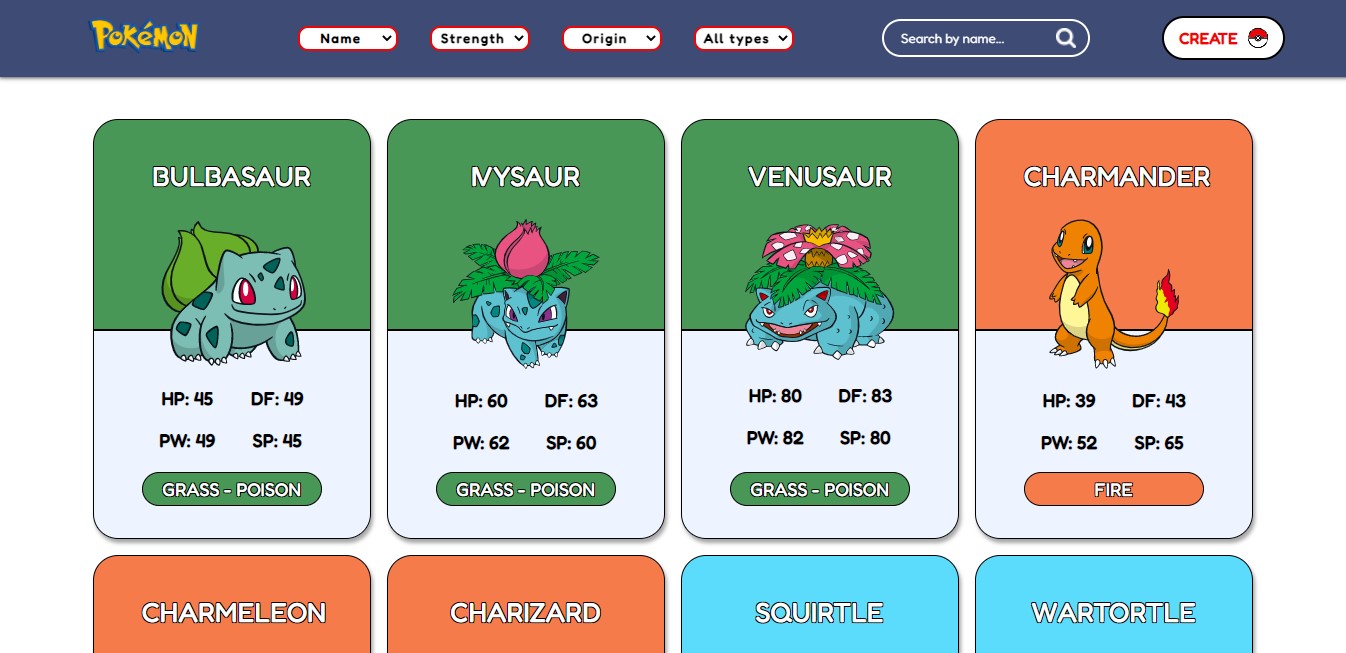 POKéMON
Name
Strength
Origin
All types
Search by name...
CREATE
BULBASAUR
HP: 45 DF: 49
PW: 49 SP: 45
GRASS - POISON
IVYSAUR
HP: 60 DF: 63
PW: 62 SP: 60
GRASS - POISON
VENUSAUR
HP: 80 DF: 83
PW: 82 SP: 80
GRASS - POISON
CHARMANDER
HP: 39 DF: 43
PW: 52 SP: 65
FIRE
CHARMELEON
CHARIZARD
SQUIRTLE
WARTORTLE